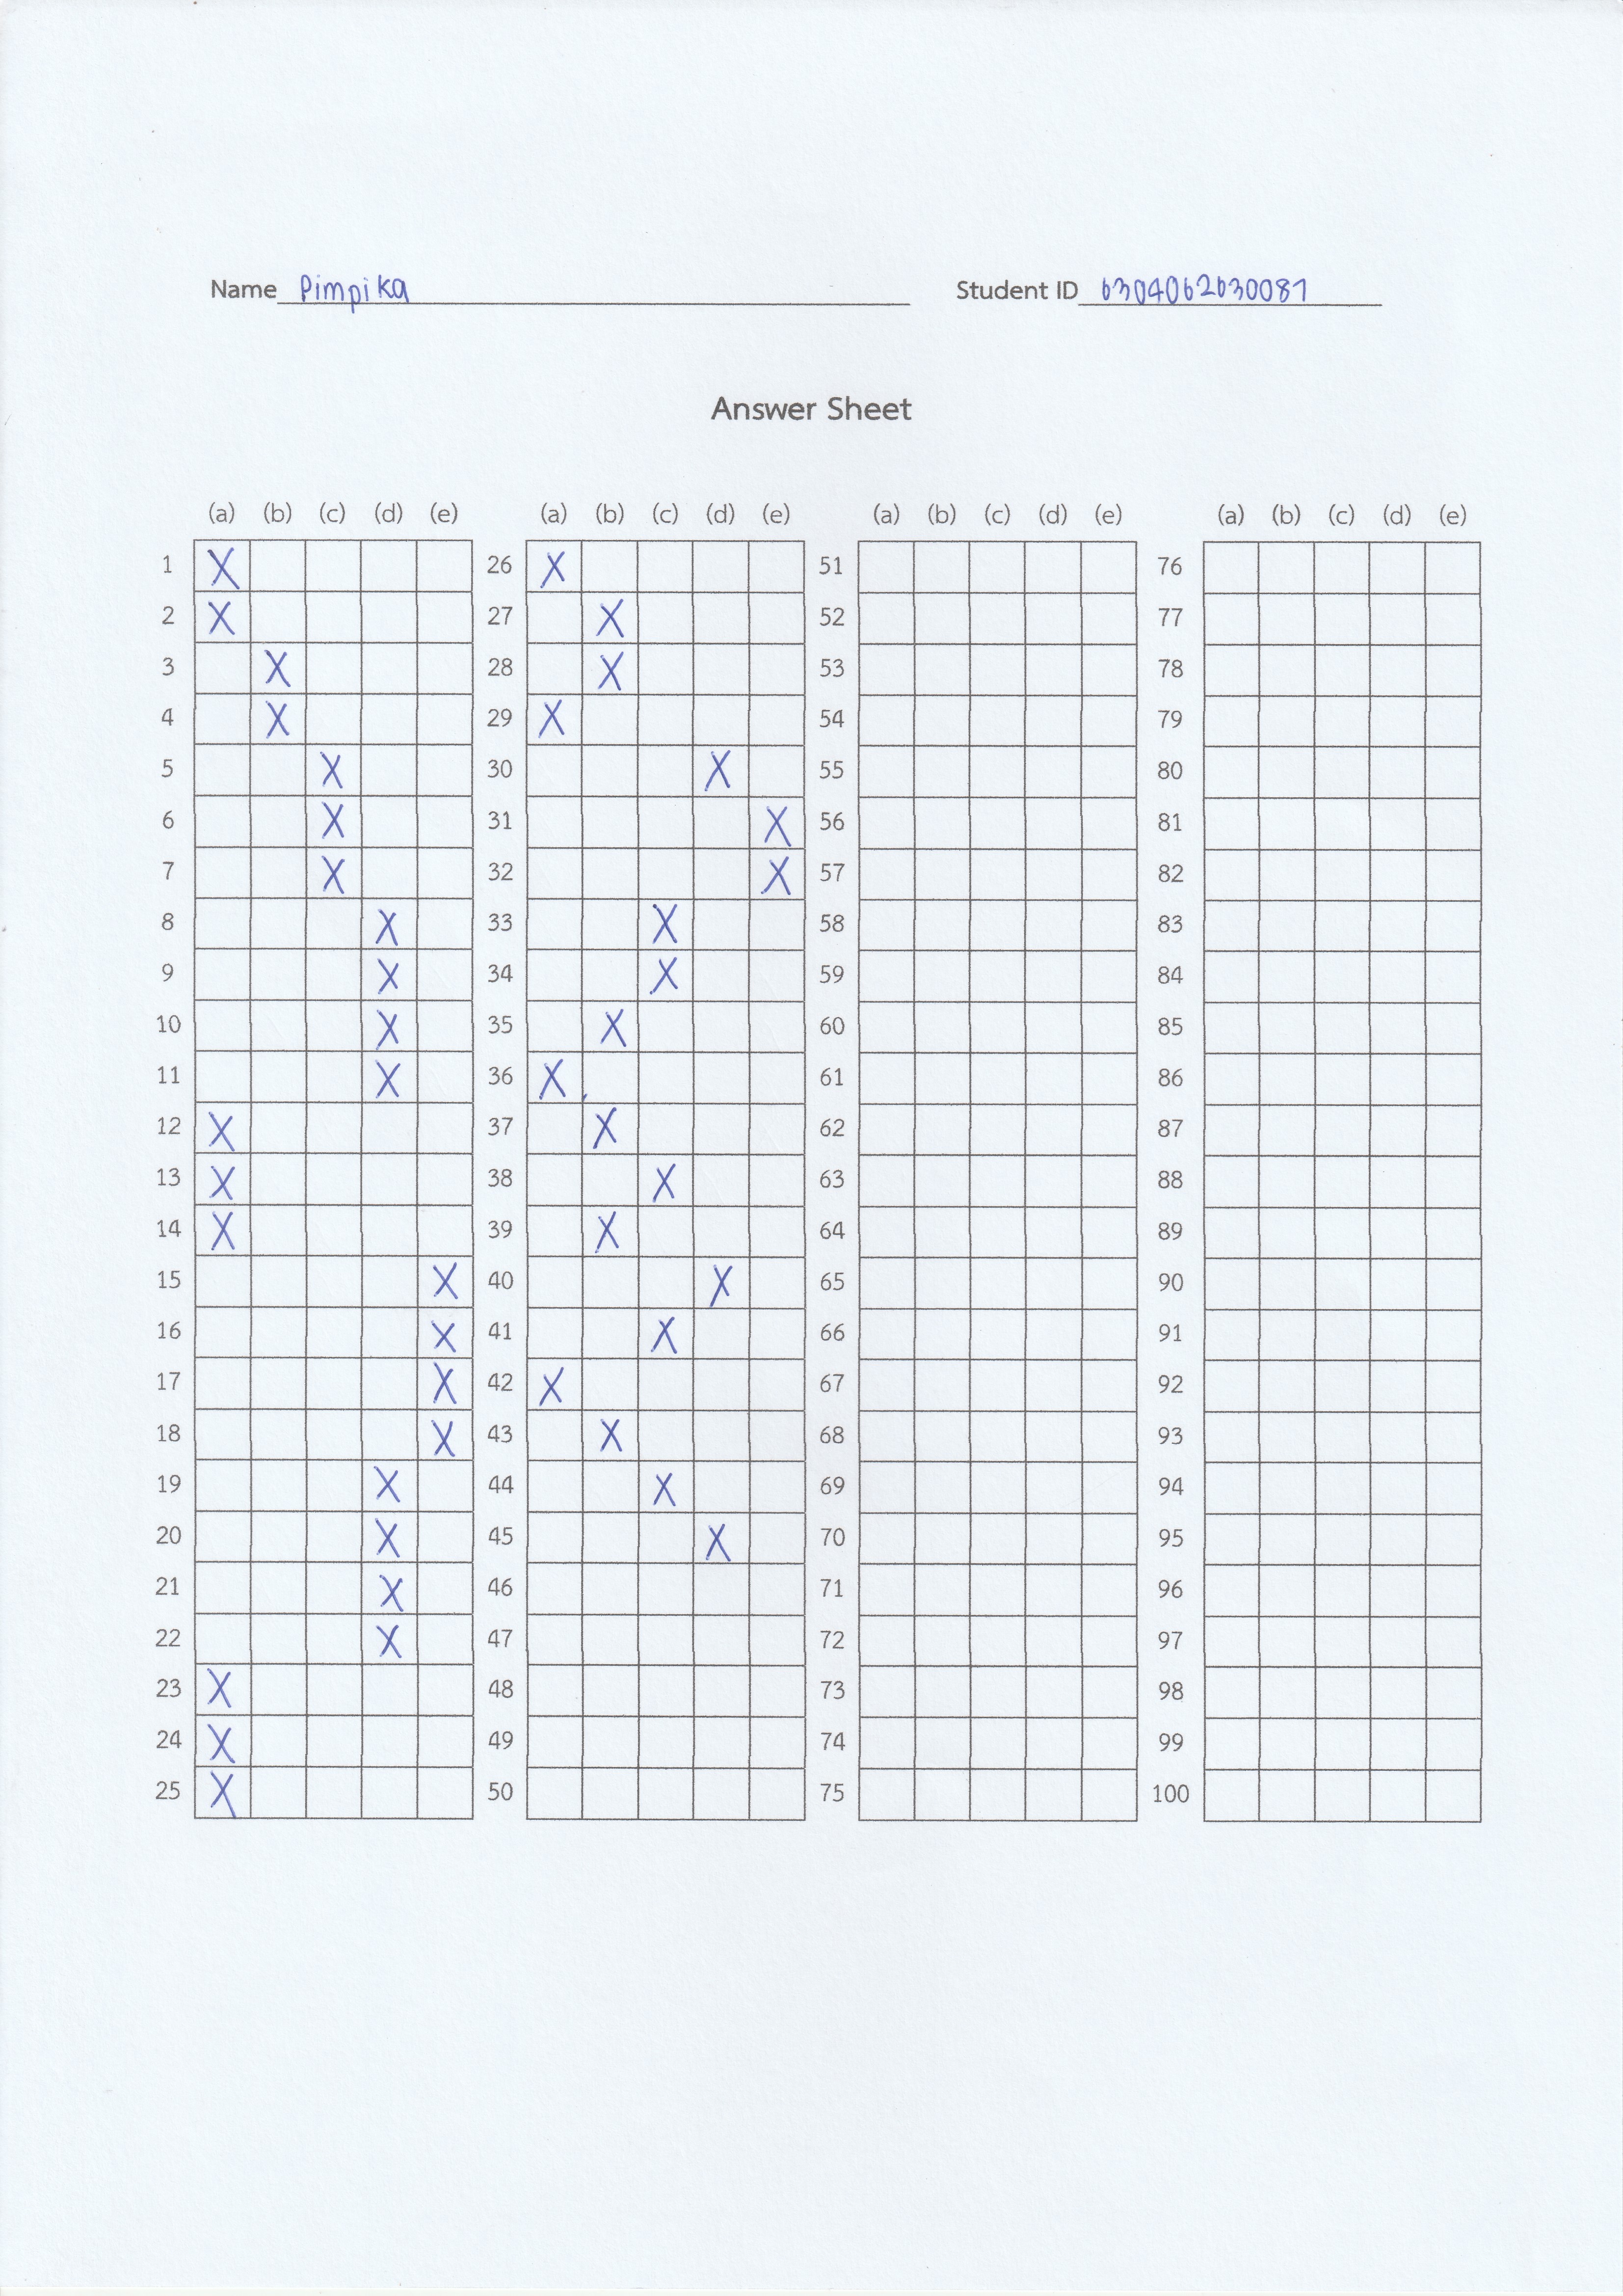 Name Pimpika Student ID 6304062630081
Answer Sheet
(a) (b) (c) (d) (e) (a) (b) (c) (d) (e) (a) (b) (c) (d) (e) (a) (b) (c) (d) (e)
1 X 26 X 51 76
2 X 27 X 52 77
3 X 28 X 53 78
4 X 29 X 54 79
5 X 30 X 55 80
6 X 31 X 56 81
7 X 32 X 57 82
8 X 33 X 58 83
9 X 34 X 59 84
10 X 35 X 60 85
11 X 36 X 61 86
12 X 37 X 62 87
13 X 38 X 63 88
14 X 39 X 64 89
15 X 40 X 65 90
16 X 41 X 66 91
17 X 42 X 67 92
18 X 43 X 68 93
19 X 44 X 69 94
20 X 45 X 70 95
21 X 46 71 96
22 X 47 72 97
23 X 48 73 98
24 X 49 74 99
25 X 50 75 100